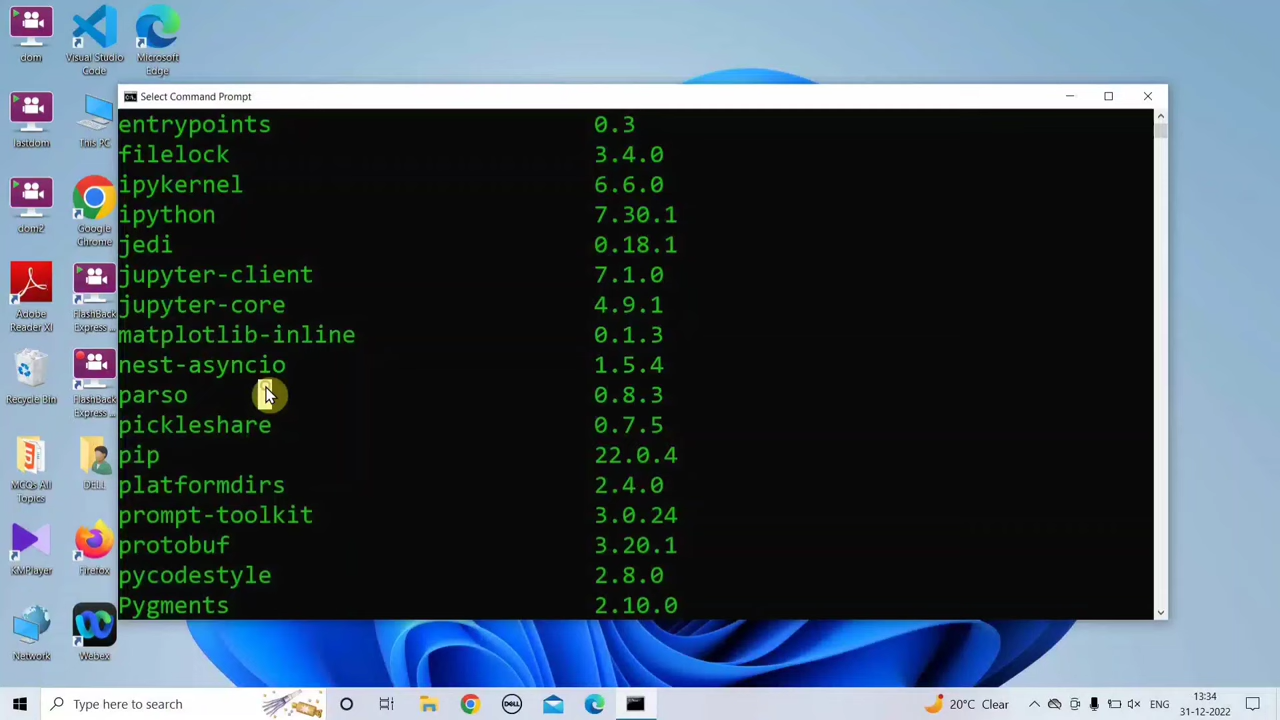 dom
Visual Studio Code
Microsoft Edge
lastdom
This PC
dom2
Google Chrome
Adobe Reader XI
FlashBack Express ...
Recycle Bin
FlashBack Express ...
MCQs All Topics
DELL
KMPlayer
Firefox
Network
Webex
Select Command Prompt
entrypoints 0.3
filelock 3.4.0
ipykernel 6.6.0
ipython 7.30.1
jedi 0.18.1
jupyter-client 7.1.0
jupyter-core 4.9.1
matplotlib-inline 0.1.3
nest-asyncio 1.5.4
parso 0.8.3
pickleshare 0.7.5
pip 22.0.4
platformdirs 2.4.0
prompt-toolkit 3.0.24
protobuf 3.20.1
pycodestyle 2.8.0
Pygments 2.10.0
Type here to search
DELL
20°C Clear
ENG
13:34
31-12-2022